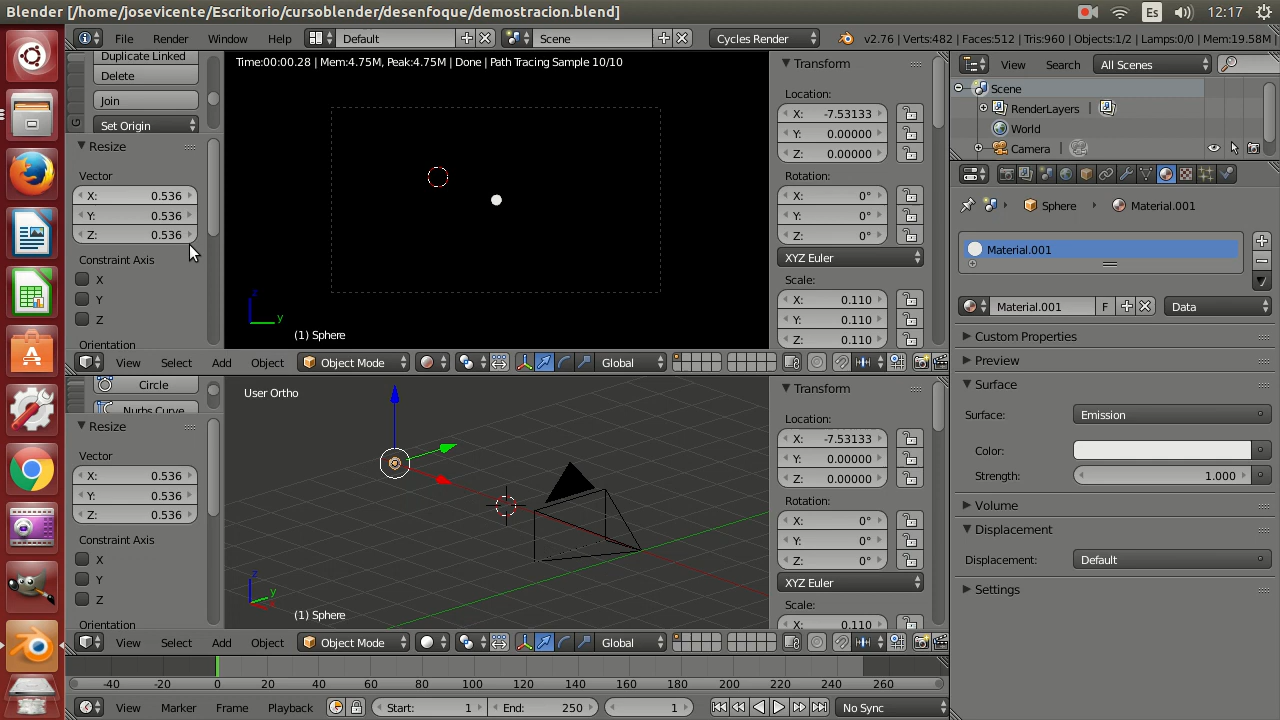 Blender [/home/josevicente/Escritorio/cursoblender/desenfoque/demostracion.blend]
Es
12:17
File
Render
Window
Help
Default
Scene
Cycles Render
v2.76 | Verts:482 | Faces:512 | Tris:960 | Objects:1/2 | Lamps:0/0 | Mem:19.58M |
Duplicate Linked
Delete
Join
Set Origin
Resize
Vector
X: 0.536
Y: 0.536
Z: 0.536
Constraint Axis
X
Y
Z
Orientation
Time:00:00.28 | Mem:4.75M, Peak:4.75M | Done | Path Tracing Sample 10/10
z
y
(1) Sphere
Transform
Location:
X: -7.53133
Y: 0.00000
Z: 0.00000
Rotation:
X: 0°
Y: 0°
Z: 0°
XYZ Euler
Scale:
X: 0.110
Y: 0.110
Z: 0.110
View
Select
Add
Object
Object Mode
Global
Circle
Nurbs Curve
Resize
Vector
X: 0.536
Y: 0.536
Z: 0.536
Constraint Axis
X
Y
Z
Orientation
User Ortho
z
y
(1) Sphere
Transform
Location:
X: -7.53133
Y: 0.00000
Z: 0.00000
Rotation:
X: 0°
Y: 0°
Z: 0°
XYZ Euler
Scale:
X: 0.110
View
Select
Add
Object
Object Mode
Global
-40 -20 0 20 40 60 80 100 120 140 160 180 200 220 240 260
View
Marker
Frame
Playback
Start: 1
End: 250
1
No Sync
View
Search
All Scenes
Scene
RenderLayers
World
Camera
Sphere
Material.001
Material.001
Material.001
F
Data
Custom Properties
Preview
Surface
Surface:
Emission
Color:
Strength:
1.000
Volume
Displacement
Displacement:
Default
Settings